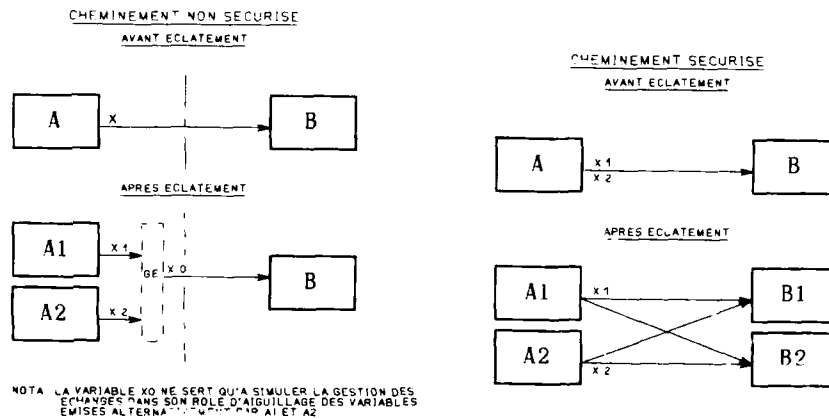 CHEMINEMENT NON SECURISE
AVANT ECLATEMENT
A
X
B
APRES ECLATEMENT
A1
X1
GE
X0
B
A2
X2
NOTA LA VARIABLE X0 NE SERT QU'A SIMULER LA GESTION DES
ECHANGES DANS SON ROLE D'AIGUILLAGE DES VARIABLES
EMISES ALTERNATIVEMENT PAR A1 ET A2
CHEMINEMENT SECURISE
AVANT ECLATEMENT
A
X1
X2
B
APRES ECLATEMENT
A1
X1
B1
A2
X2
B2